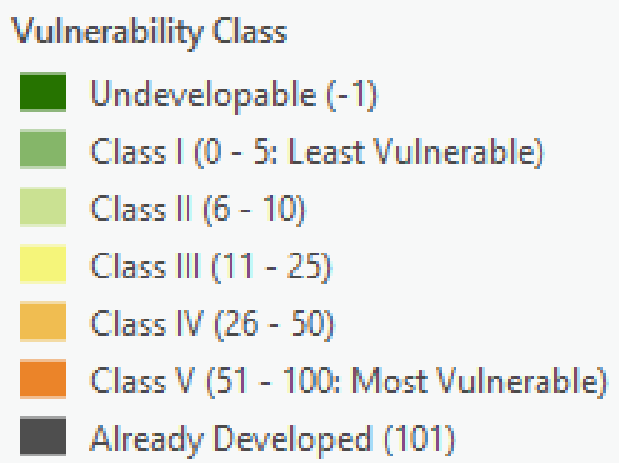 Vulnerability Class
Undevelopable (-1)
Class I (0 - 5: Least Vulnerable)
Class II (6 - 10)
Class III (11 - 25)
Class IV (26 - 50)
Class V (51 - 100: Most Vulnerable)
Already Developed (101)